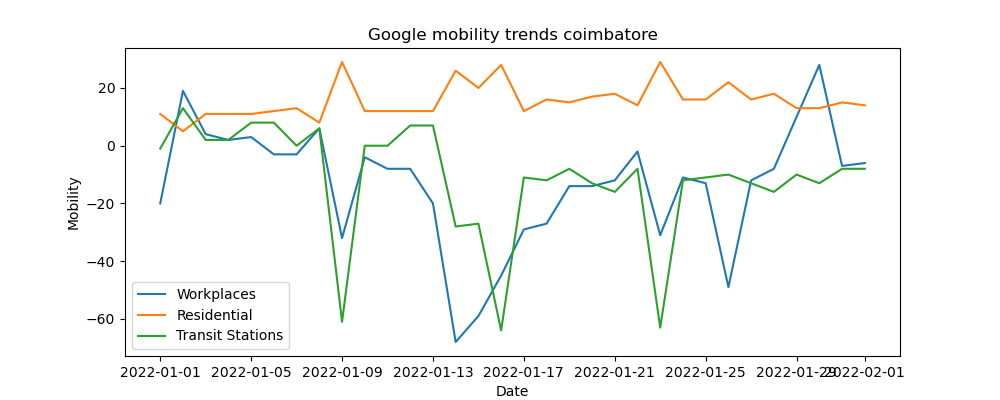 Google mobility trends coimbatore
Mobility
20
0
−20
−40
−60
Workplaces
Residential
Transit Stations
2022-01-01 2022-01-05 2022-01-09 2022-01-13 2022-01-17 2022-01-21 2022-01-25 2022-01-29 2022-02-01
Date